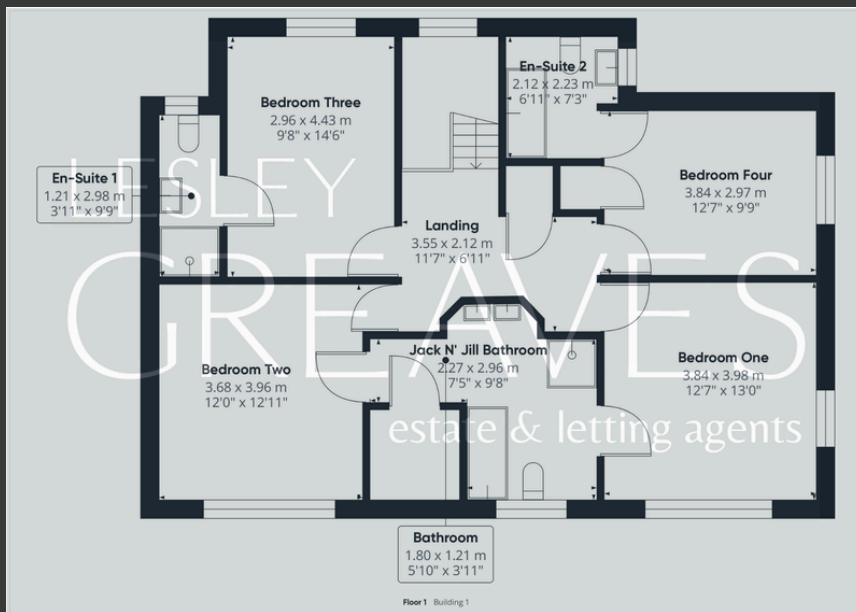 En-Suite 2
2.12 x 2.23 m
6'11" x 7'3"
Bedroom Three
2.96 x 4.43 m
9'8" x 14'6"
En-Suite 1
1.21 x 2.98 m
3'11" x 9'9"
Bedroom Four
3.84 x 2.97 m
12'7" x 9'9"
LESLEY
Landing
3.55 x 2.12 m
11'7" x 6'11"
GREAVES
Jack N' Jill Bathroom
2.27 x 2.96 m
7'5" x 9'8"
Bedroom Two
3.68 x 3.96 m
12'0" x 12'11"
Bedroom One
3.84 x 3.98 m
12'7" x 13'0"
estate & letting agents
Bathroom
1.80 x 1.21 m
5'10" x 3'11"
Floor 1 Building 1